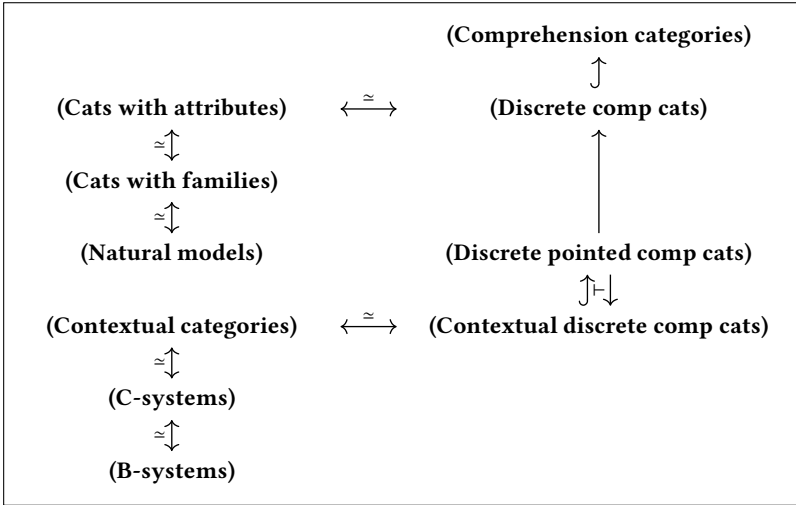 (Comprehension categories)
(Cats with attributes) ≃ (Discrete comp cats)
≃
(Cats with families)
≃
(Natural models) (Discrete pointed comp cats)
⊢
(Contextual categories) ≃ (Contextual discrete comp cats)
≃
(C-systems)
≃
(B-systems)